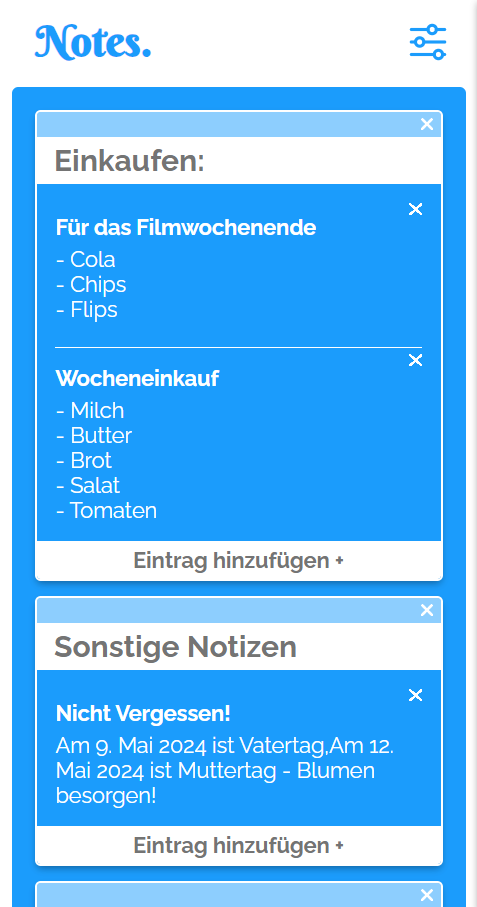 Notes.
Einkaufen:
Für das Filmwochenende
- Cola
- Chips
- Flips
Wocheneinkauf
- Milch
- Butter
- Brot
- Salat
- Tomaten
Eintrag hinzufügen +
Sonstige Notizen
Nicht Vergessen!
Am 9. Mai 2024 ist Vatertag,Am 12.
Mai 2024 ist Muttertag - Blumen
besorgen!
Eintrag hinzufügen +